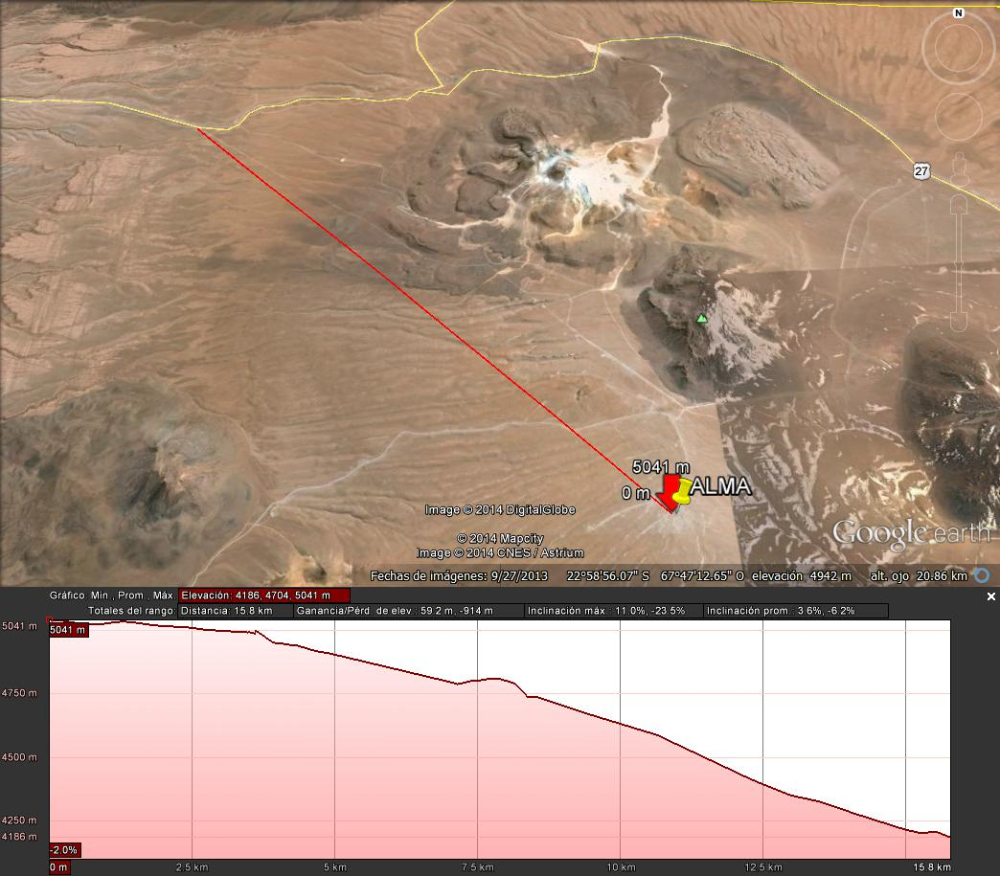 N
27
5041 m
0 m
ALMA
Image © 2014 DigitalGlobe
© 2014 Mapcity
Image © 2014 CNES / Astrium
Google earth
Fechas de imágenes: 9/27/2013 22°58'56.07" S 67°47'12.65" O elevación 4942 m alt. ojo 20.86 km
Gráfico: Mín., Prom., Máx. Elevación: 4186, 4704, 5041 m
Totales del rango: Distancia: 15.8 km Ganancia/Pérd. de elev.: 59.2 m, -914 m Inclinación máx.: 11.0%, -23.5% Inclinación prom.: 3.6%, -6.2%
5041 m
5041 m
4750 m
4500 m
4250 m
4186 m
-2.0%
0 m 2.5 km 5 km 7.5 km 10 km 12.5 km 15.8 km